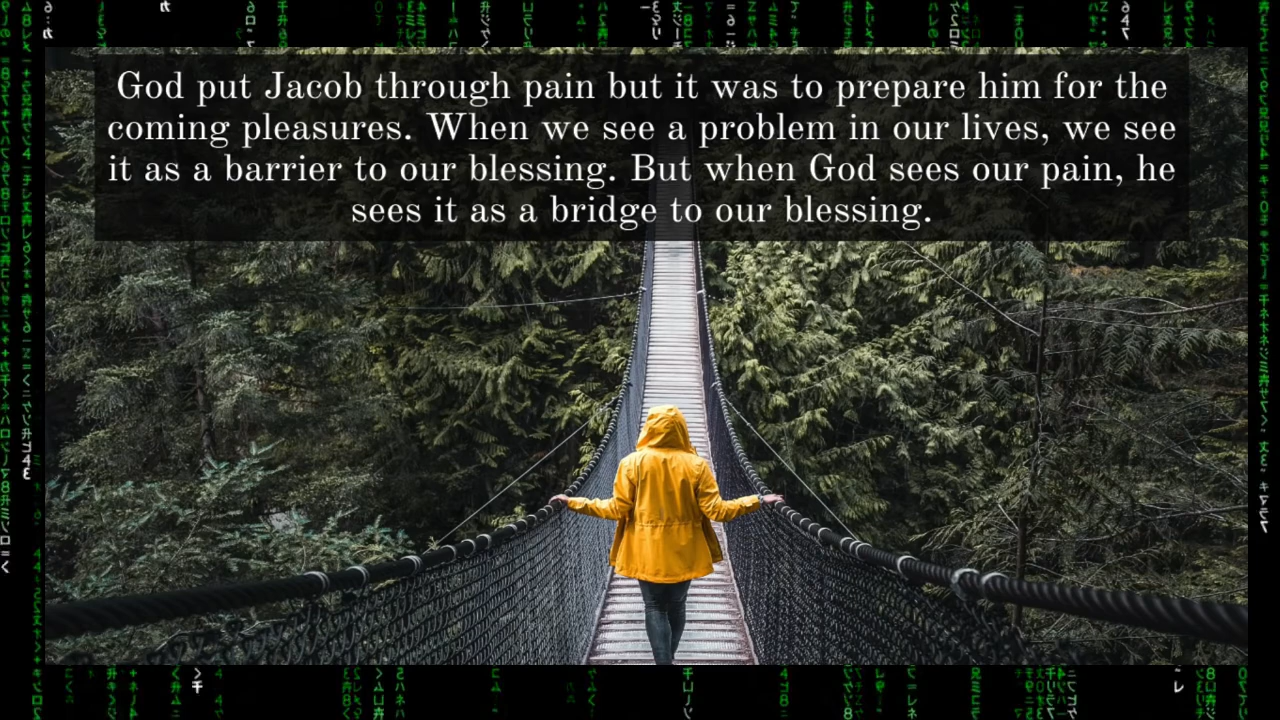 God put Jacob through pain but it was to prepare him for the
coming pleasures. When we see a problem in our lives, we see
it as a barrier to our blessing. But when God sees our pain, he
sees it as a bridge to our blessing.